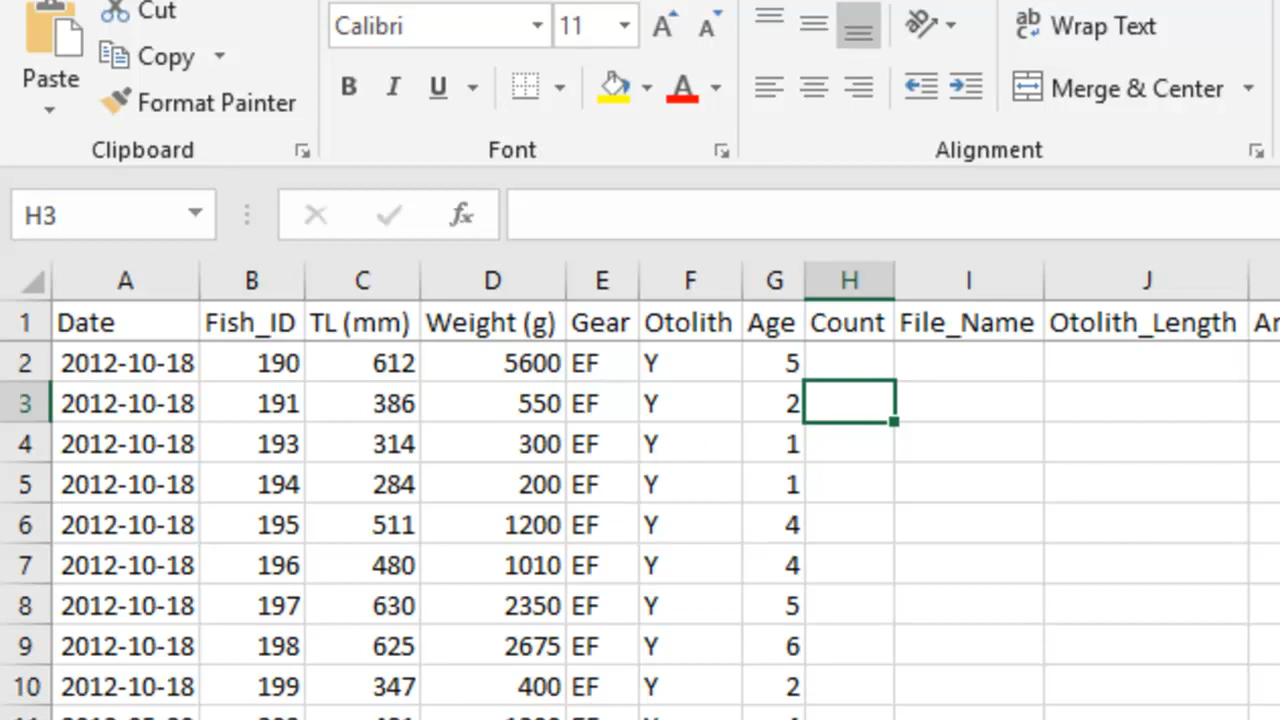 Cut
Copy
Paste
Format Painter
Clipboard
Calibri 11 A A
B I U A
Font
ab Wrap Text
Merge & Center
Alignment
H3 fx
A B C D E F G H I J
1 Date Fish_ID TL (mm) Weight (g) Gear Otolith Age Count File_Name Otolith_Length
2 2012-10-18 190 612 5600 EF Y 5
3 2012-10-18 191 386 550 EF Y 2
4 2012-10-18 193 314 300 EF Y 1
5 2012-10-18 194 284 200 EF Y 1
6 2012-10-18 195 511 1200 EF Y 4
7 2012-10-18 196 480 1010 EF Y 4
8 2012-10-18 197 630 2350 EF Y 5
9 2012-10-18 198 625 2675 EF Y 6
10 2012-10-18 199 347 400 EF Y 2